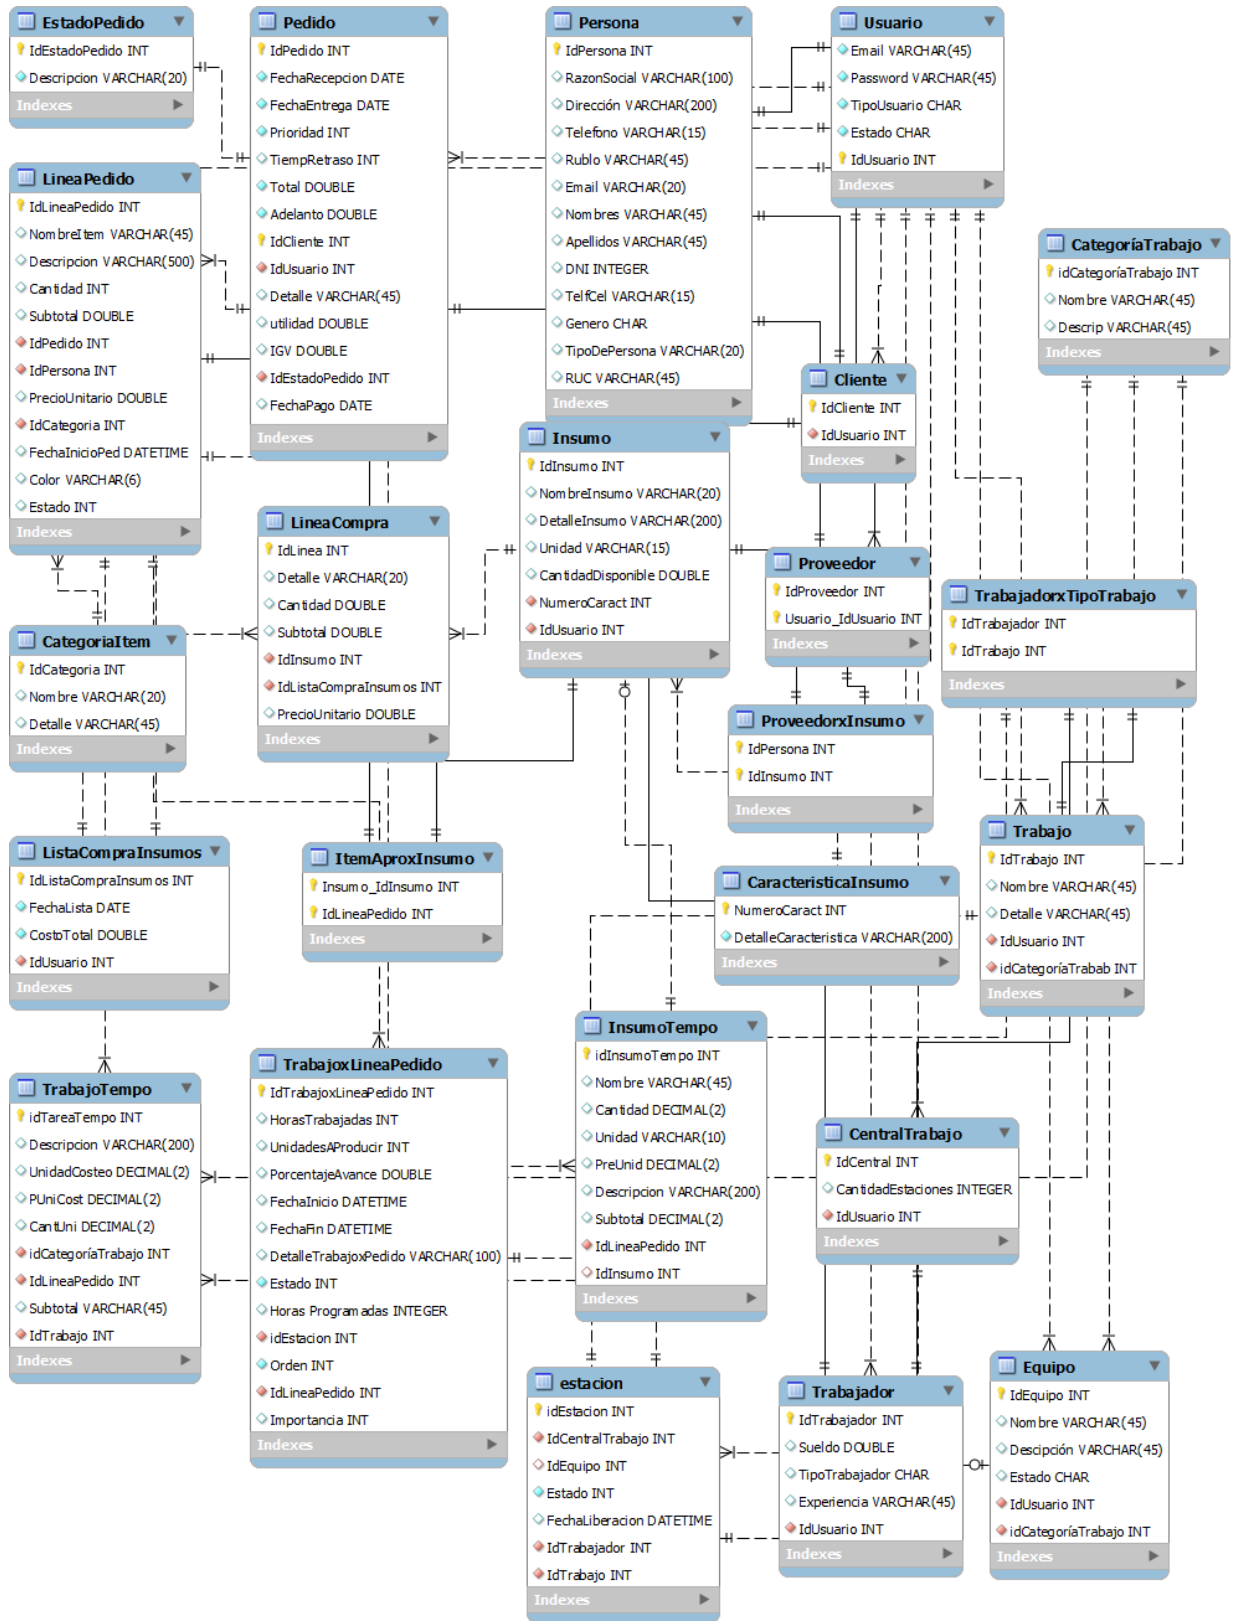 EstadoPedido
IdEstadoPedido INT
Descripcion VARCHAR(20)
Indexes
Pedido
IdPedido INT
FechaRecepcion DATE
FechaEntrega DATE
Prioridad INT
TiempRetraso INT
Total DOUBLE
Adelanto DOUBLE
IdCliente INT
IdUsuario INT
Detalle VARCHAR(45)
utilidad DOUBLE
IGV DOUBLE
IdEstadoPedido INT
FechaPago DATE
Indexes
Persona
IdPersona INT
RazonSocial VARCHAR(100)
Dirección VARCHAR(200)
Telefono VARCHAR(15)
Rublo VARCHAR(45)
Email VARCHAR(20)
Nombres VARCHAR(45)
Apellidos VARCHAR(45)
DNI INTEGER
TelfCel VARCHAR(15)
Genero CHAR
TipoDePersona VARCHAR(20)
RUC VARCHAR(45)
Indexes
Usuario
Email VARCHAR(45)
Password VARCHAR(45)
TipoUsuario CHAR
Estado CHAR
IdUsuario INT
Indexes
LineaPedido
IdLineaPedido INT
NombreItem VARCHAR(45)
Descripcion VARCHAR(500)
Cantidad INT
Subtotal DOUBLE
IdPedido INT
IdPersona INT
PrecioUnitario DOUBLE
IdCategoria INT
FechaInicioPed DATETIME
Color VARCHAR(6)
Estado INT
Indexes
CategoríaTrabajo
idCategoríaTrabajo INT
Nombre VARCHAR(45)
Descrip VARCHAR(45)
Indexes
Cliente
IdCliente INT
IdUsuario INT
Indexes
Insumo
IdInsumo INT
NombreInsumo VARCHAR(20)
DetalleInsumo VARCHAR(200)
Unidad VARCHAR(15)
CantidadDisponible DOUBLE
NumeroCaract INT
IdUsuario INT
Indexes
LineaCompra
IdLinea INT
Detalle VARCHAR(20)
Cantidad DOUBLE
Subtotal DOUBLE
IdInsumo INT
IdListaCompraInsumos INT
PrecioUnitario DOUBLE
Indexes
Proveedor
IdProveedor INT
Usuario_IdUsuario INT
Indexes
TrabajadorxTipoTrabajo
IdTrabajador INT
IdTrabajo INT
Indexes
CategoriaItem
IdCategoria INT
Nombre VARCHAR(20)
Detalle VARCHAR(45)
Indexes
ProveedorxInsumo
IdPersona INT
IdInsumo INT
Indexes
Trabajo
IdTrabajo INT
Nombre VARCHAR(45)
Detalle VARCHAR(45)
IdUsuario INT
idCategoríaTrabab INT
Indexes
ListaCompraInsumos
IdListaCompraInsumos INT
FechaLista DATE
CostoTotal DOUBLE
IdUsuario INT
Indexes
ItemAproxInsumo
Insumo_IdInsumo INT
IdLineaPedido INT
Indexes
CaracteristicaInsumo
NumeroCaract INT
DetalleCaracteristica VARCHAR(200)
Indexes
InsumoTempo
idInsumoTempo INT
Nombre VARCHAR(45)
Cantidad DECIMAL(2)
Unidad VARCHAR(10)
PreUnid DECIMAL(2)
Descripcion VARCHAR(200)
Subtotal DECIMAL(2)
IdLineaPedido INT
IdInsumo INT
Indexes
TrabajoTempo
idTareaTempo INT
Descripcion VARCHAR(200)
UnidadCosteo DECIMAL(2)
PUniCost DECIMAL(2)
CantUni DECIMAL(2)
idCategoríaTrabajo INT
IdLineaPedido INT
Subtotal VARCHAR(45)
IdTrabajo INT
Indexes
TrabajoxLineaPedido
IdTrabajoxLineaPedido INT
HorasTrabajadas INT
UnidadesAProducir INT
PorcentajeAvance DOUBLE
FechaInicio DATETIME
FechaFin DATETIME
DetalleTrabajoxPedido VARCHAR(100)
Estado INT
Horas Programadas INTEGER
idEstacion INT
Orden INT
IdLineaPedido INT
Importancia INT
Indexes
CentralTrabajo
IdCentral INT
CantidadEstaciones INTEGER
IdUsuario INT
Indexes
estacion
idEstacion INT
IdCentralTrabajo INT
IdEquipo INT
Estado INT
FechaLiberacion DATETIME
IdTrabajador INT
IdTrabajo INT
Indexes
Trabajador
IdTrabajador INT
Sueldo DOUBLE
TipoTrabajador CHAR
Experiencia VARCHAR(45)
IdUsuario INT
Indexes
Equipo
IdEquipo INT
Nombre VARCHAR(45)
Descipción VARCHAR(45)
Estado CHAR
IdUsuario INT
idCategoríaTrabajo INT
Indexes